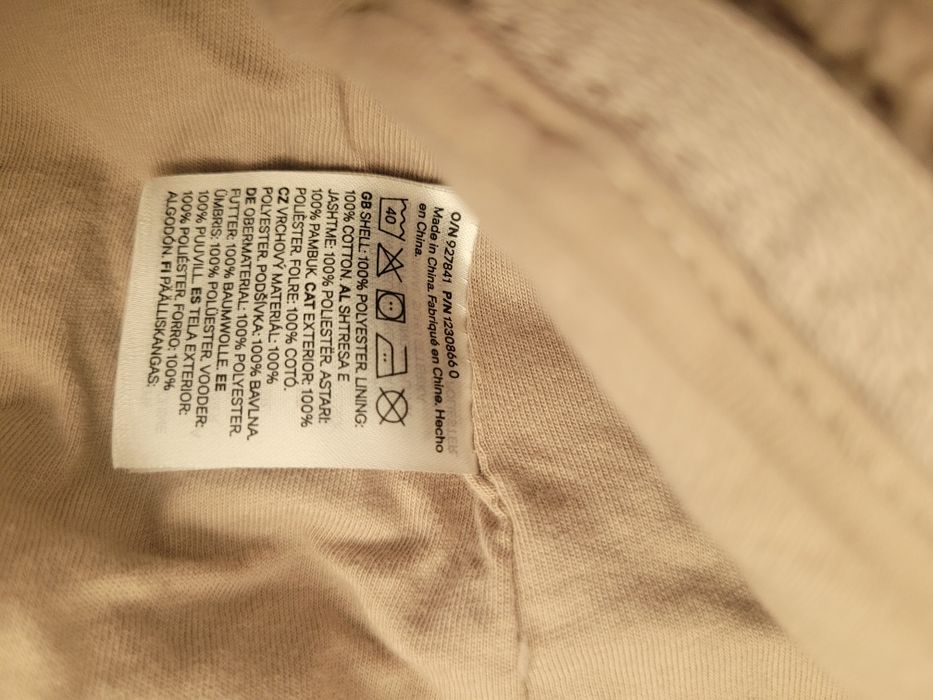 O/N 927841 P/N 1230866 0
Made in China. Fabriqué en Chine. Hecho
en China.
40
GB SHELL: 100% POLYESTER. LINING:
100% COTTON. AL SHTRESA E
JASHTME: 100% POLIESTËR. ASTARI:
100% PAMBUK. CAT EXTERIOR: 100%
POLIÈSTER. FOLRE: 100% COTÓ.
CZ VRCHOVÝ MATERIÁL: 100%
POLYESTER. PODŠÍVKA: 100% BAVLNA.
DE OBERMATERIAL: 100% POLYESTER.
FUTTER: 100% BAUMWOLLE. EE
ÜMBRIS: 100% POLÜESTER. VOODER:
100% PUUVILL. ES TELA EXTERIOR:
100% POLIÉSTER. FORRO: 100%
ALGODÓN. FI PÄÄLLISKANGAS: